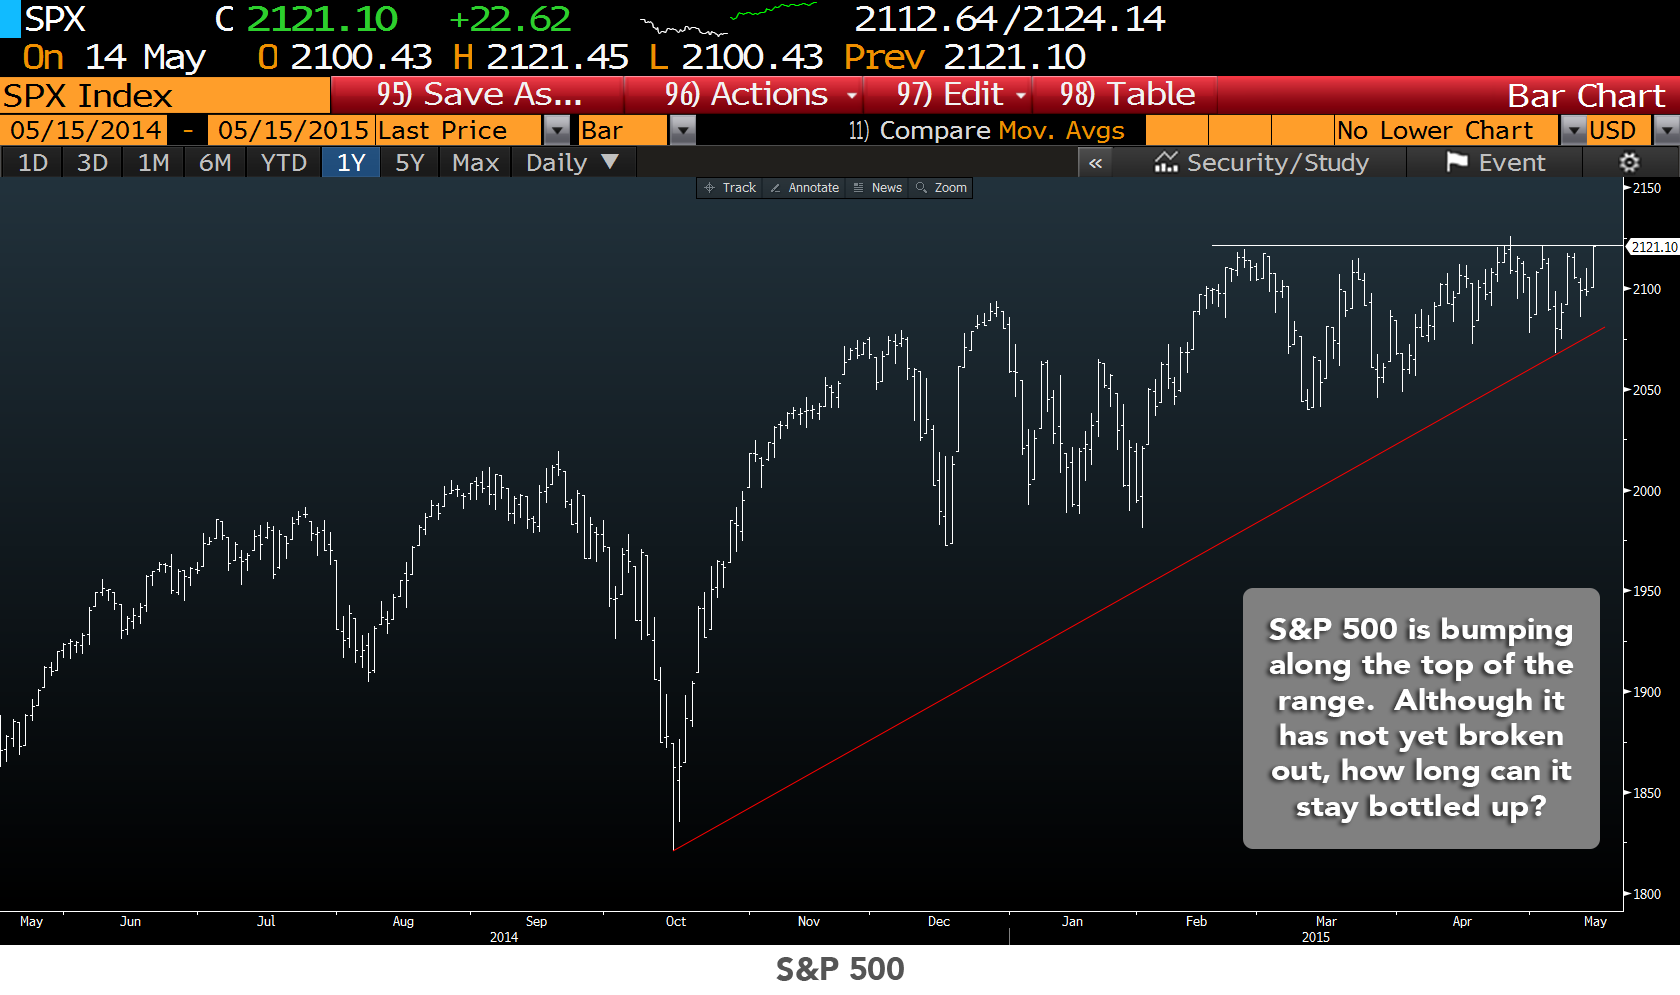 SPX C 2121.10 +22.62 2112.64/2124.14
On 14 May O 2100.43 H 2121.45 L 2100.43 Prev 2121.10
SPX Index 95) Save As... 96) Actions 97) Edit 98) Table Bar Chart
05/15/2014 - 05/15/2015 Last Price Bar 11) Compare Mov. Avgs No Lower Chart USD
1D 3D 1M 6M YTD 1Y 5Y Max Daily ▼ « Security/Study Event
Track Annotate News Zoom
2150
2121.10
2100
2050
2000
1950
1900
1850
1800
S&P 500 is bumping
along the top of the
range. Although it
has not yet broken
out, how long can it
stay bottled up?
May Jun Jul Aug Sep Oct Nov Dec Jan Feb Mar Apr May
2014 2015
S&P 500